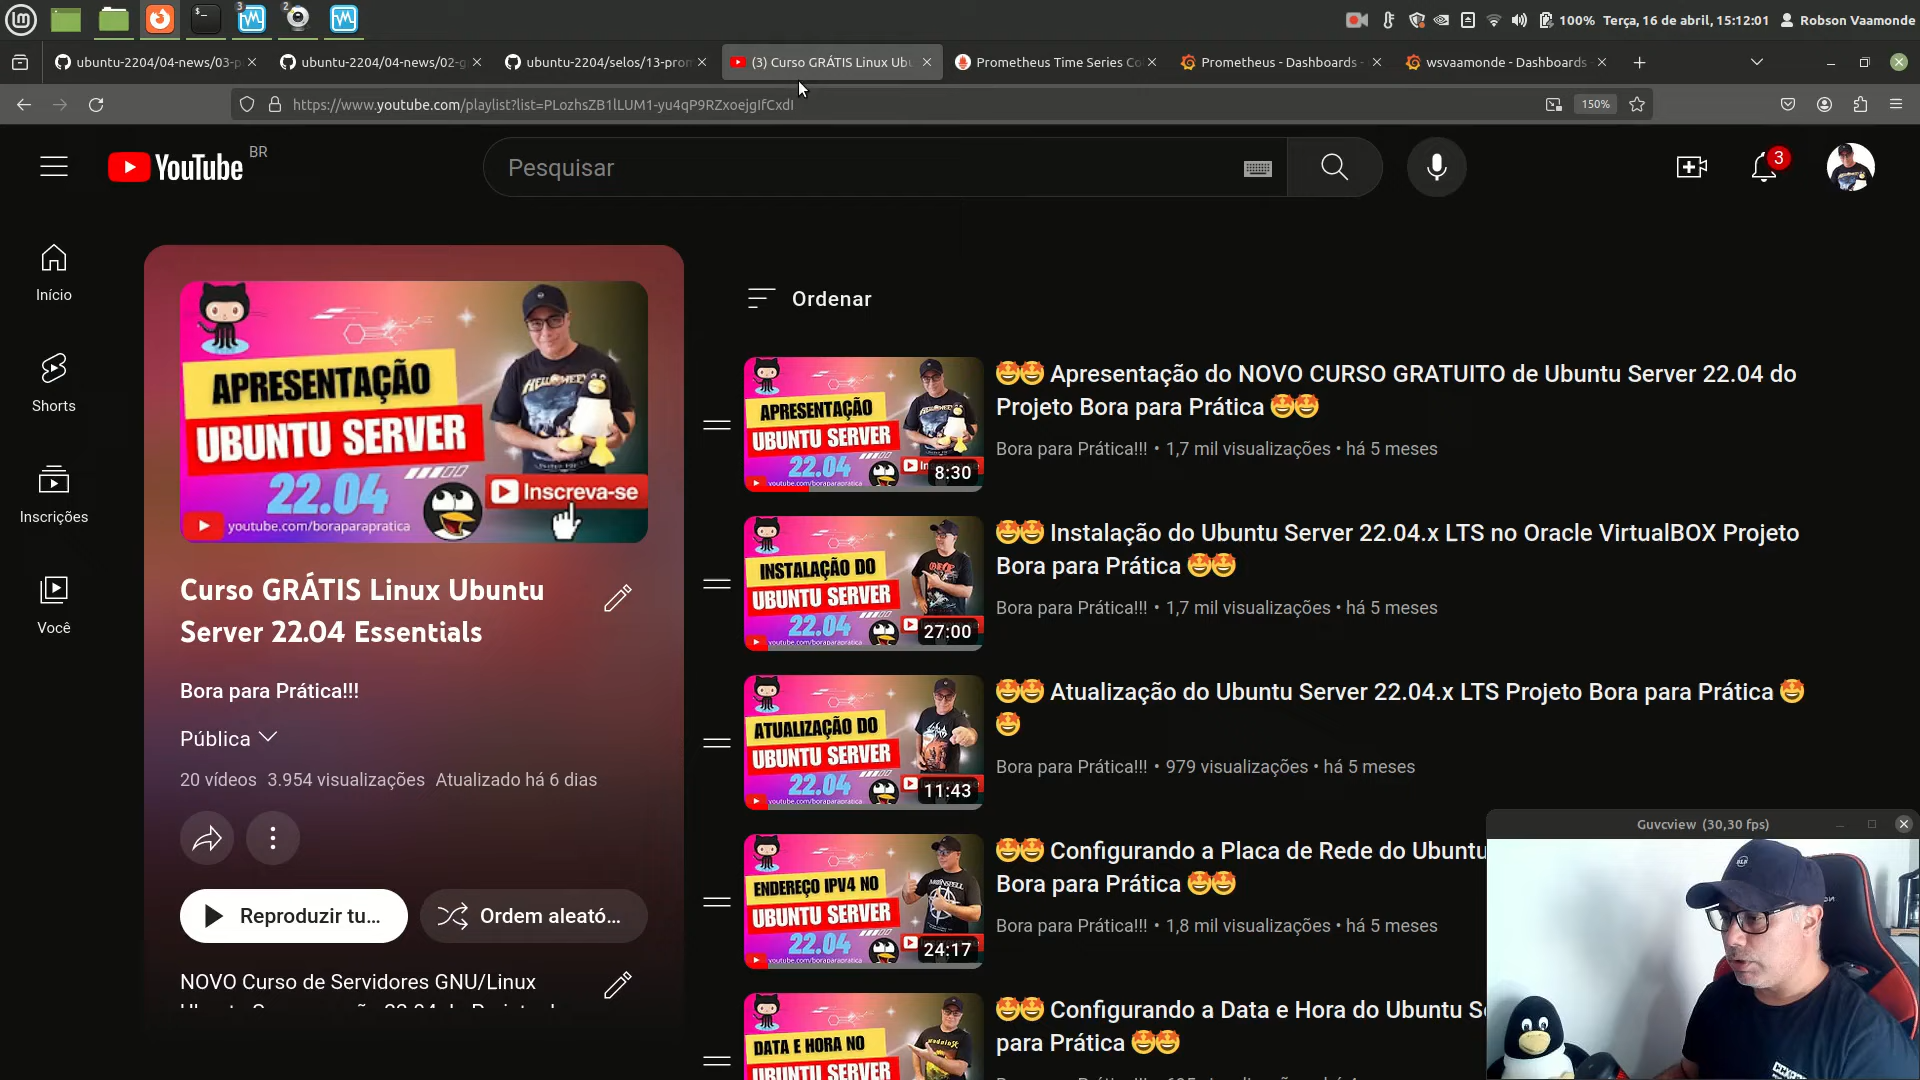 3
2
100%
Terça, 16 de abril, 15:12:01
Robson Vaamonde
ubuntu-2204/04-news/03-p
ubuntu-2204/04-news/02-g
ubuntu-2204/selos/13-prom
(3) Curso GRÁTIS Linux Ubu
Prometheus Time Series Co
Prometheus - Dashboards -
wsvaamonde - Dashboards
https://www.youtube.com/playlist?list=PLozhsZB1lLUM1-yu4qP9RZxoejgIfCxdI
150%
YouTube
BR
Pesquisar
3
Início
Shorts
Inscrições
Você
APRESENTAÇÃO
UBUNTU SERVER
22.04
Inscreva-se
youtube.com/boraparapratica
HELLOWEEN
Curso GRÁTIS Linux Ubuntu
Server 22.04 Essentials
Bora para Prática!!!
Pública
20 vídeos 3.954 visualizações Atualizado há 6 dias
Reproduzir tu...
Ordem aleató...
NOVO Curso de Servidores GNU/Linux
Ordenar
APRESENTAÇÃO
UBUNTU SERVER
22.04
youtube.com/boraparapratica
8:30
🤩🤩 Apresentação do NOVO CURSO GRATUITO de Ubuntu Server 22.04 do
Projeto Bora para Prática 🤩🤩
Bora para Prática!!! • 1,7 mil visualizações • há 5 meses
INSTALAÇÃO DO
UBUNTU SERVER
22.04
youtube.com/boraparapratica
27:00
🤩🤩 Instalação do Ubuntu Server 22.04.x LTS no Oracle VirtualBOX Projeto
Bora para Prática 🤩🤩
Bora para Prática!!! • 1,7 mil visualizações • há 5 meses
ATUALIZAÇÃO DO
UBUNTU SERVER
22.04
youtube.com/boraparapratica
11:43
🤩🤩 Atualização do Ubuntu Server 22.04.x LTS Projeto Bora para Prática 🤩
🤩
Bora para Prática!!! • 979 visualizações • há 5 meses
ENDEREÇO IPV4 NO
UBUNTU SERVER
22.04
youtube.com/boraparapratica
MOONSPELL
24:17
🤩🤩 Configurando a Placa de Rede do Ubuntu
Bora para Prática 🤩🤩
Bora para Prática!!! • 1,8 mil visualizações • há 5 meses
DATA E HORA NO
UBUNTU SERVER
🤩🤩 Configurando a Data e Hora do Ubuntu Se
para Prática 🤩🤩
Guvcview (30,30 fps)